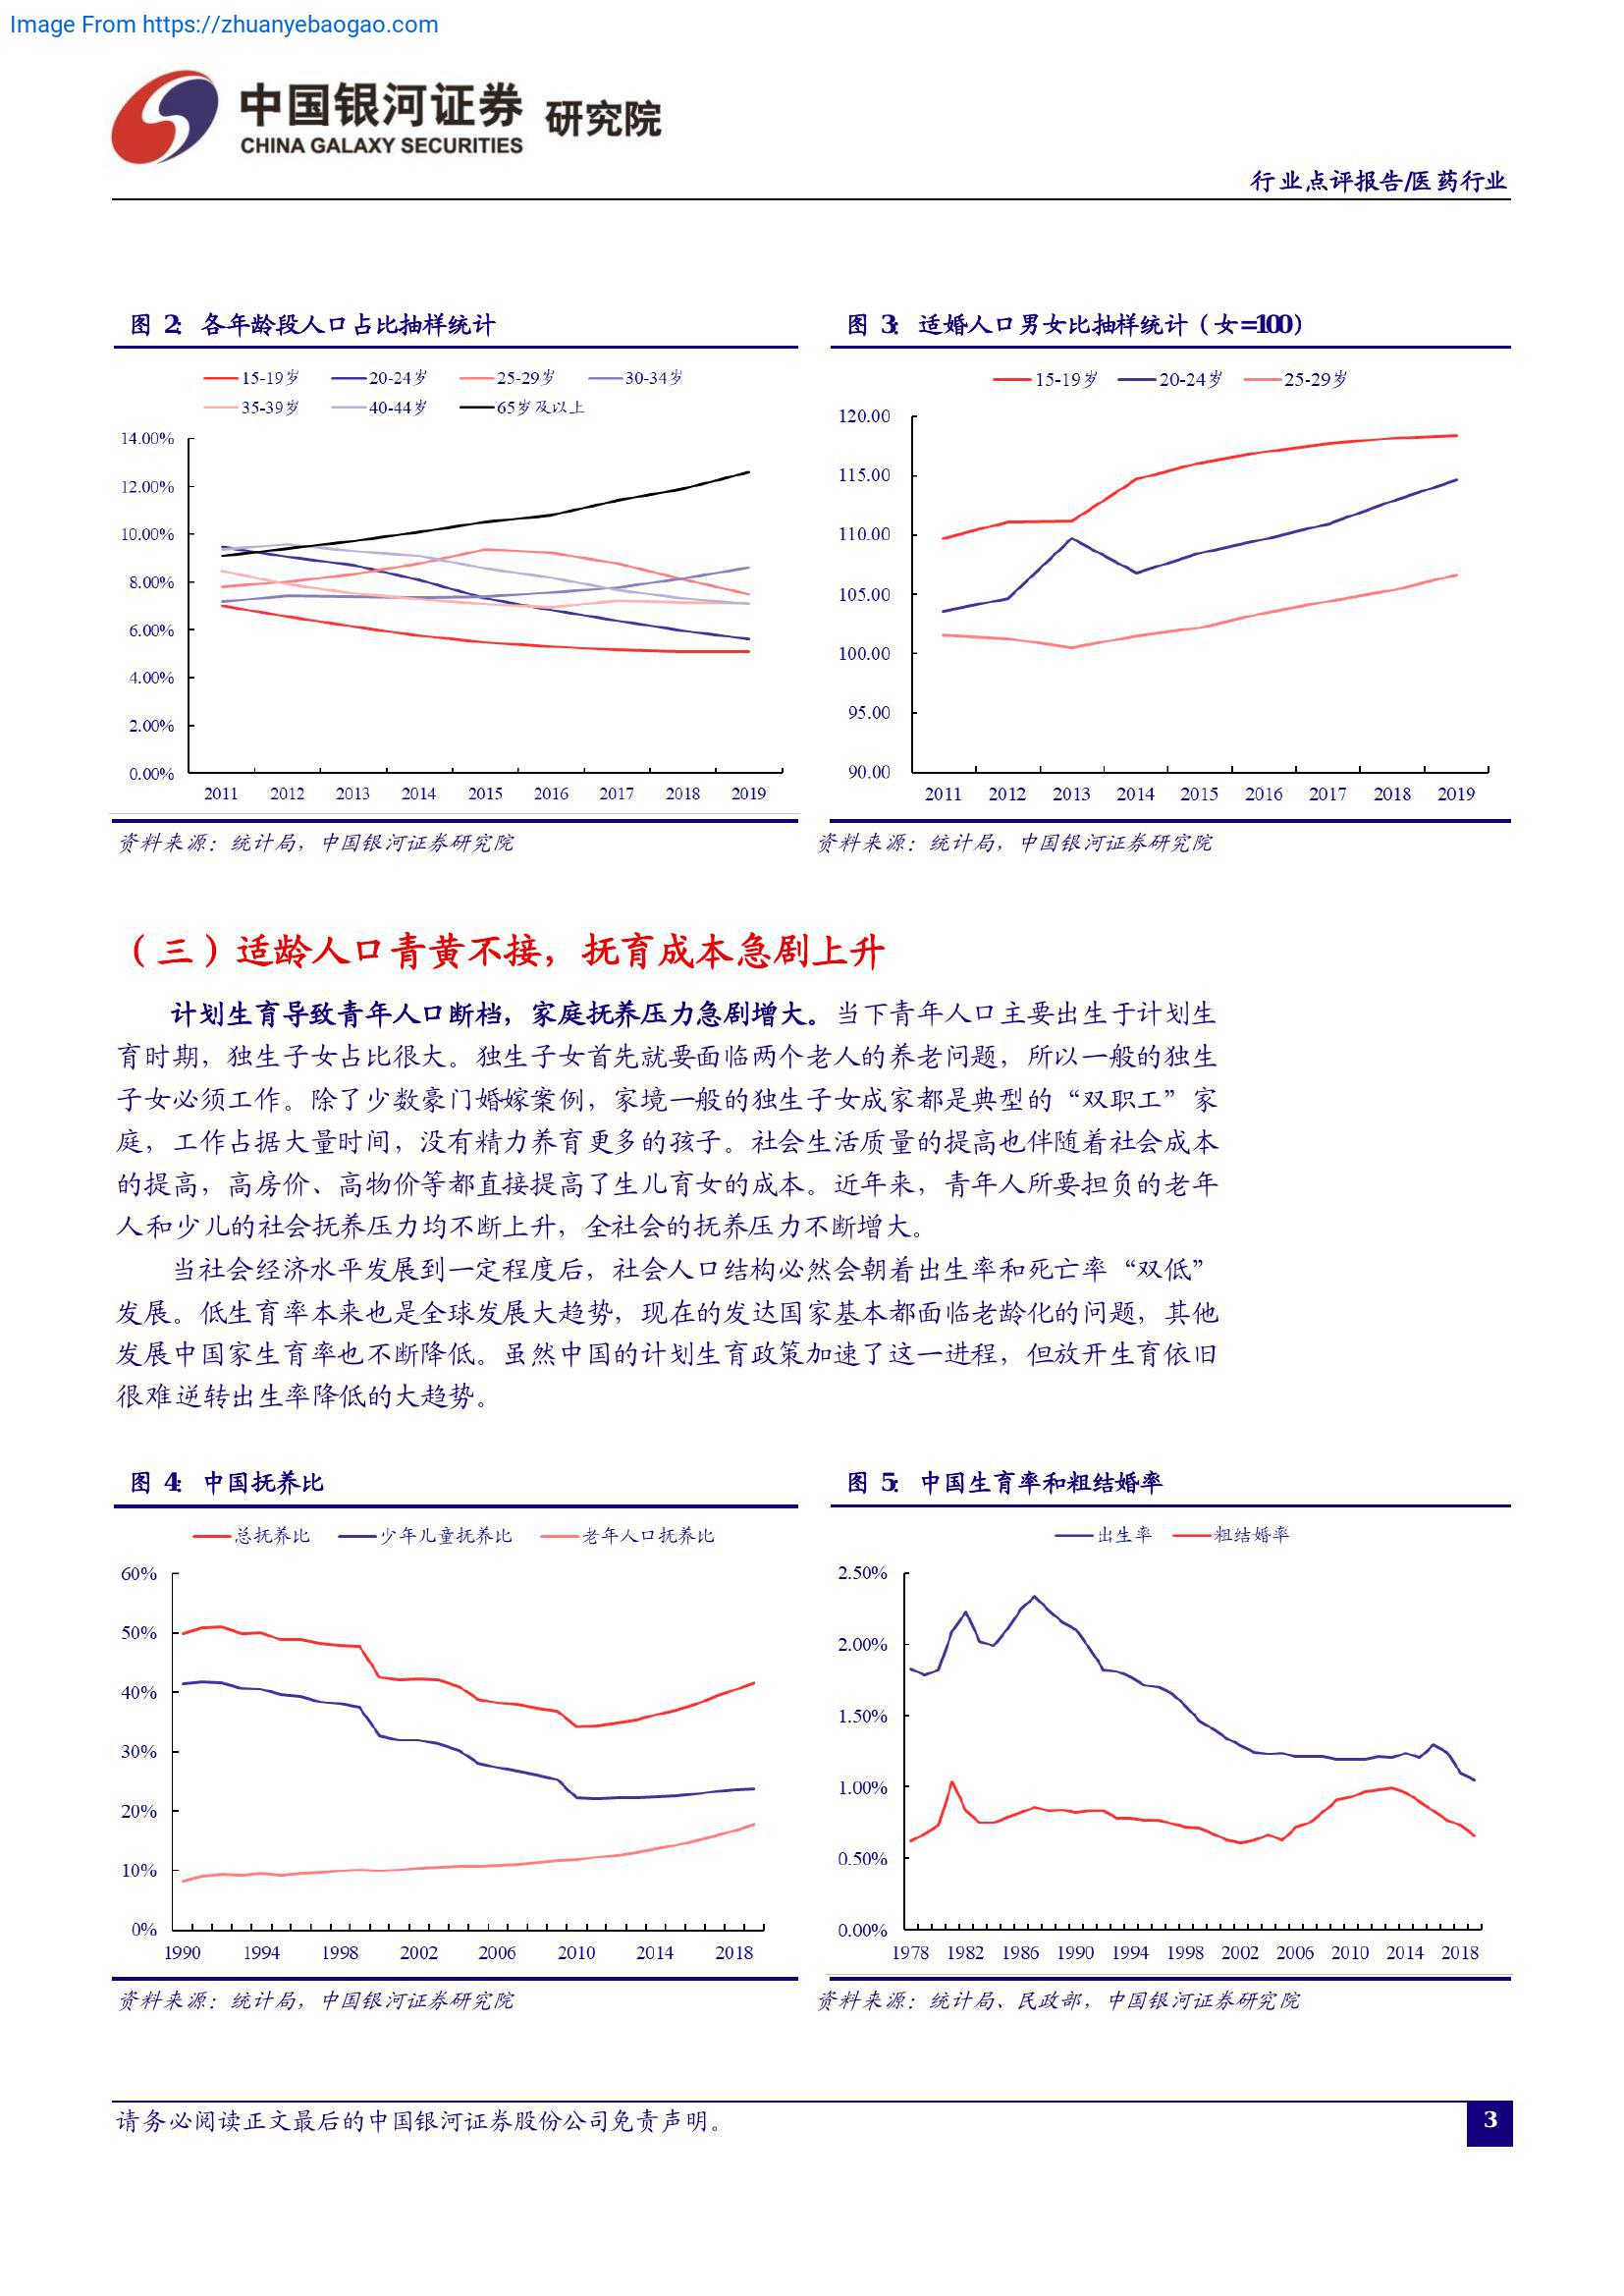 Image From https://zhuanyebaogao.com
中国银河证券 研究院
CHINA GALAXY SECURITIES
行业点评报告/医药行业
图 2： 各年龄段人口占比抽样统计
15-19岁 20-24岁 25-29岁 30-34岁
35-39岁 40-44岁 65岁及以上
14.00%
12.00%
10.00%
8.00%
6.00%
4.00%
2.00%
0.00%
2011 2012 2013 2014 2015 2016 2017 2018 2019
资料来源：统计局，中国银河证券研究院
图 3： 适婚人口男女比抽样统计（女=100）
15-19岁 20-24岁 25-29岁
120.00
115.00
110.00
105.00
100.00
95.00
90.00
2011 2012 2013 2014 2015 2016 2017 2018 2019
资料来源：统计局，中国银河证券研究院
（三）适龄人口青黄不接，抚育成本急剧上升
计划生育导致青年人口断档，家庭抚养压力急剧增大。当下青年人口主要出生于计划生
育时期，独生子女占比很大。独生子女首先就要面临两个老人的养老问题，所以一般的独生
子女必须工作。除了少数豪门婚嫁案例，家境一般的独生子女成家都是典型的“双职工”家
庭，工作占据大量时间，没有精力养育更多的孩子。社会生活质量的提高也伴随着社会成本
的提高，高房价、高物价等都直接提高了生儿育女的成本。近年来，青年人所要担负的老年
人和少儿的社会抚养压力均不断上升，全社会的抚养压力不断增大。
当社会经济水平发展到一定程度后，社会人口结构必然会朝着出生率和死亡率“双低”
发展。低生育率本来也是全球发展大趋势，现在的发达国家基本都面临老龄化的问题，其他
发展中国家生育率也不断降低。虽然中国的计划生育政策加速了这一进程，但放开生育依旧
很难逆转出生率降低的大趋势。
图 4： 中国抚养比
总抚养比 少年儿童抚养比 老年人口抚养比
60%
50%
40%
30%
20%
10%
0%
1990 1994 1998 2002 2006 2010 2014 2018
资料来源：统计局，中国银河证券研究院
图 5： 中国生育率和粗结婚率
出生率 粗结婚率
2.50%
2.00%
1.50%
1.00%
0.50%
0.00%
1978 1982 1986 1990 1994 1998 2002 2006 2010 2014 2018
资料来源：统计局、民政部，中国银河证券研究院
请务必阅读正文最后的中国银河证券股份公司免责声明。
3